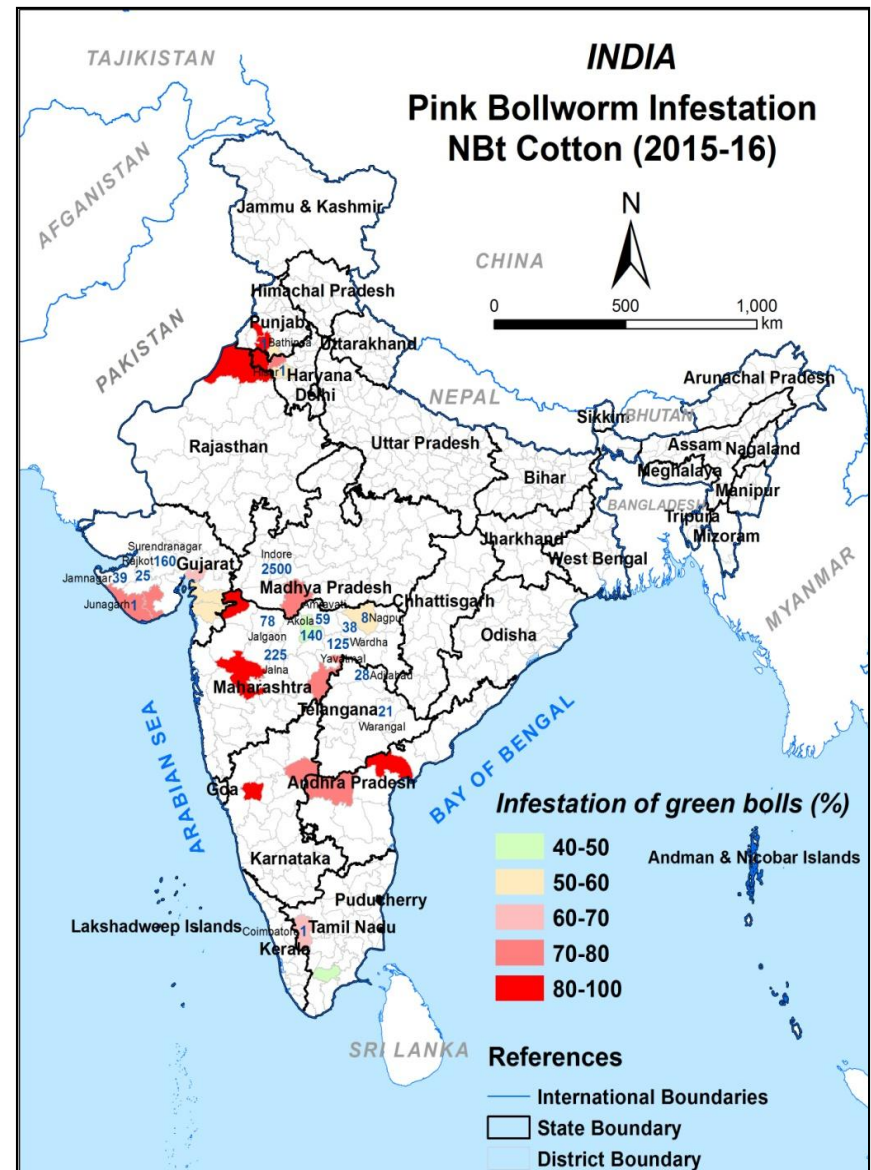 INDIA
Pink Bollworm Infestation
NBt Cotton (2015-16)
TAJIKISTAN
AFGANISTAN
N
Jammu & Kashmir
CHINA
0 500 1,000
km
Himachal Pradesh
Punjab
1 Bathinda
Uttarakhand
PAKISTAN
Hisar 1
Haryana
Delhi
NEPAL
Arunachal Pradesh
Sikkim
BHUTAN
Rajasthan
Uttar Pradesh
Assam
Nagaland
Bihar
Meghalaya
Manipur
BANGLADESH
Tripura
Mizoram
Jharkhand
West Bengal
Surendranagar
Rajkot 160
Gujarat
Indore
2500
Jamnagar 39
25
Madhya Pradesh
MYANMAR
Junagarh 1
Amravati
Chhattisgarh
78
Akola 59
8 Nagpur
Jalgaon
140
38
Odisha
125 Wardha
225
Yavatmal
Jalna
28 Adilabad
Maharashtra
Telangana 21
Warangal
ARABIAN SEA
BAY OF BENGAL
Goa
Andhra Pradesh
Infestation of green bolls (%)
40-50
50-60
60-70
70-80
80-100
Karnataka
Andman & Nicobar Islands
Puducherry
Lakshadweep Islands
Coimbatore 1
Tamil Nadu
Kerala
SRI LANKA
References
International Boundaries
State Boundary
District Boundary